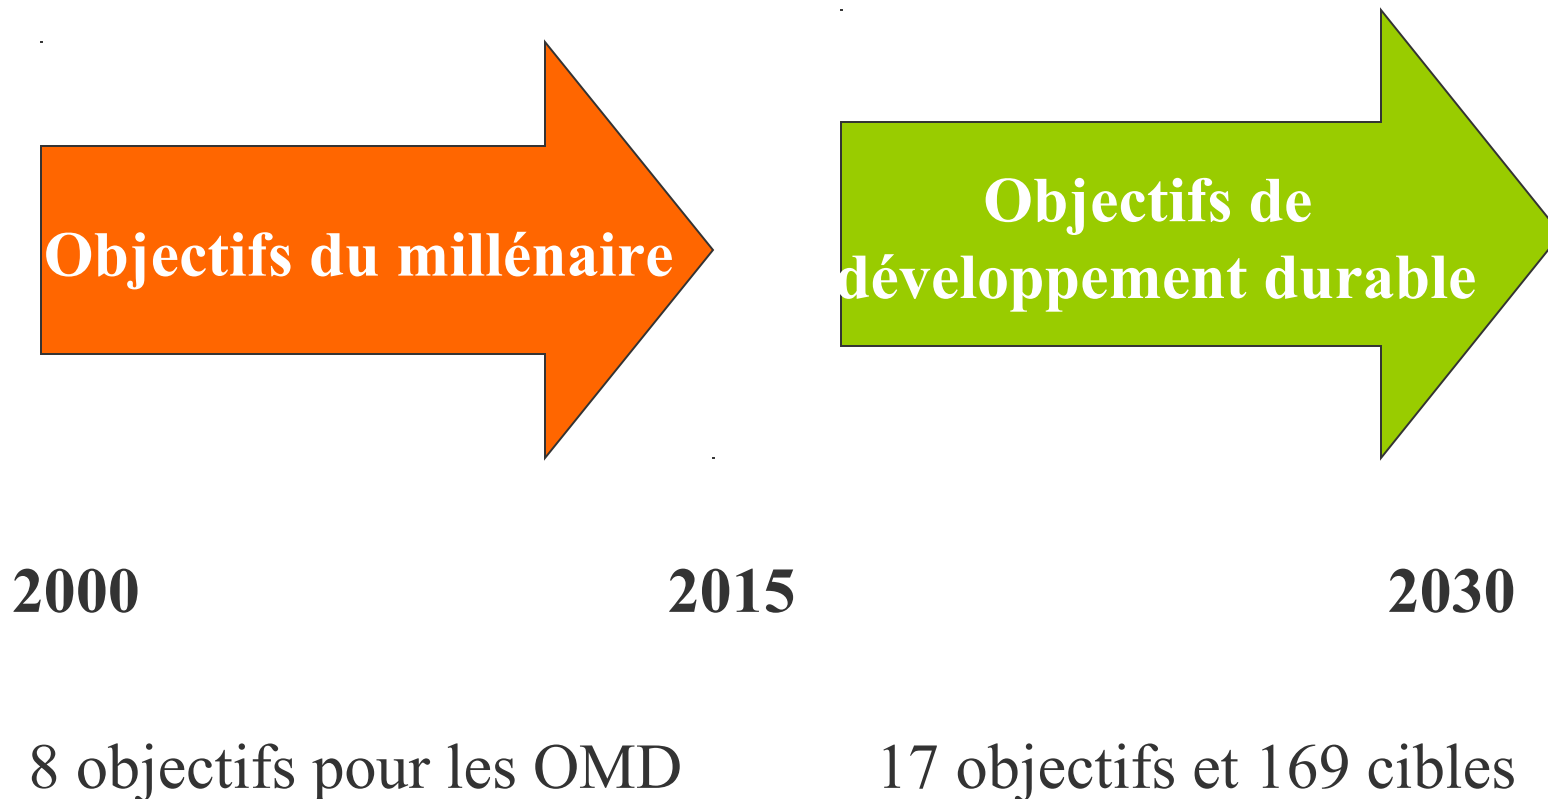 Objectifs du millénaire
Objectifs de
développement durable
2000
2015
2030
8 objectifs pour les OMD
17 objectifs et 169 cibles